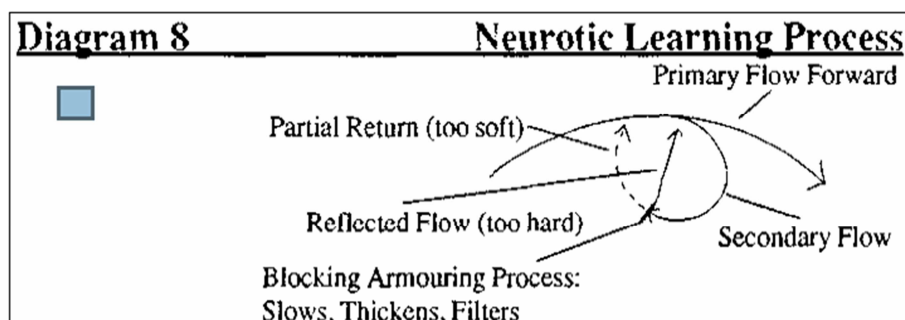 Diagram 8
Neurotic Learning Process
Primary Flow Forward
Partial Return (too soft)
Reflected Flow (too hard)
Secondary Flow
Blocking Armouring Process:
Slows, Thickens, Filters